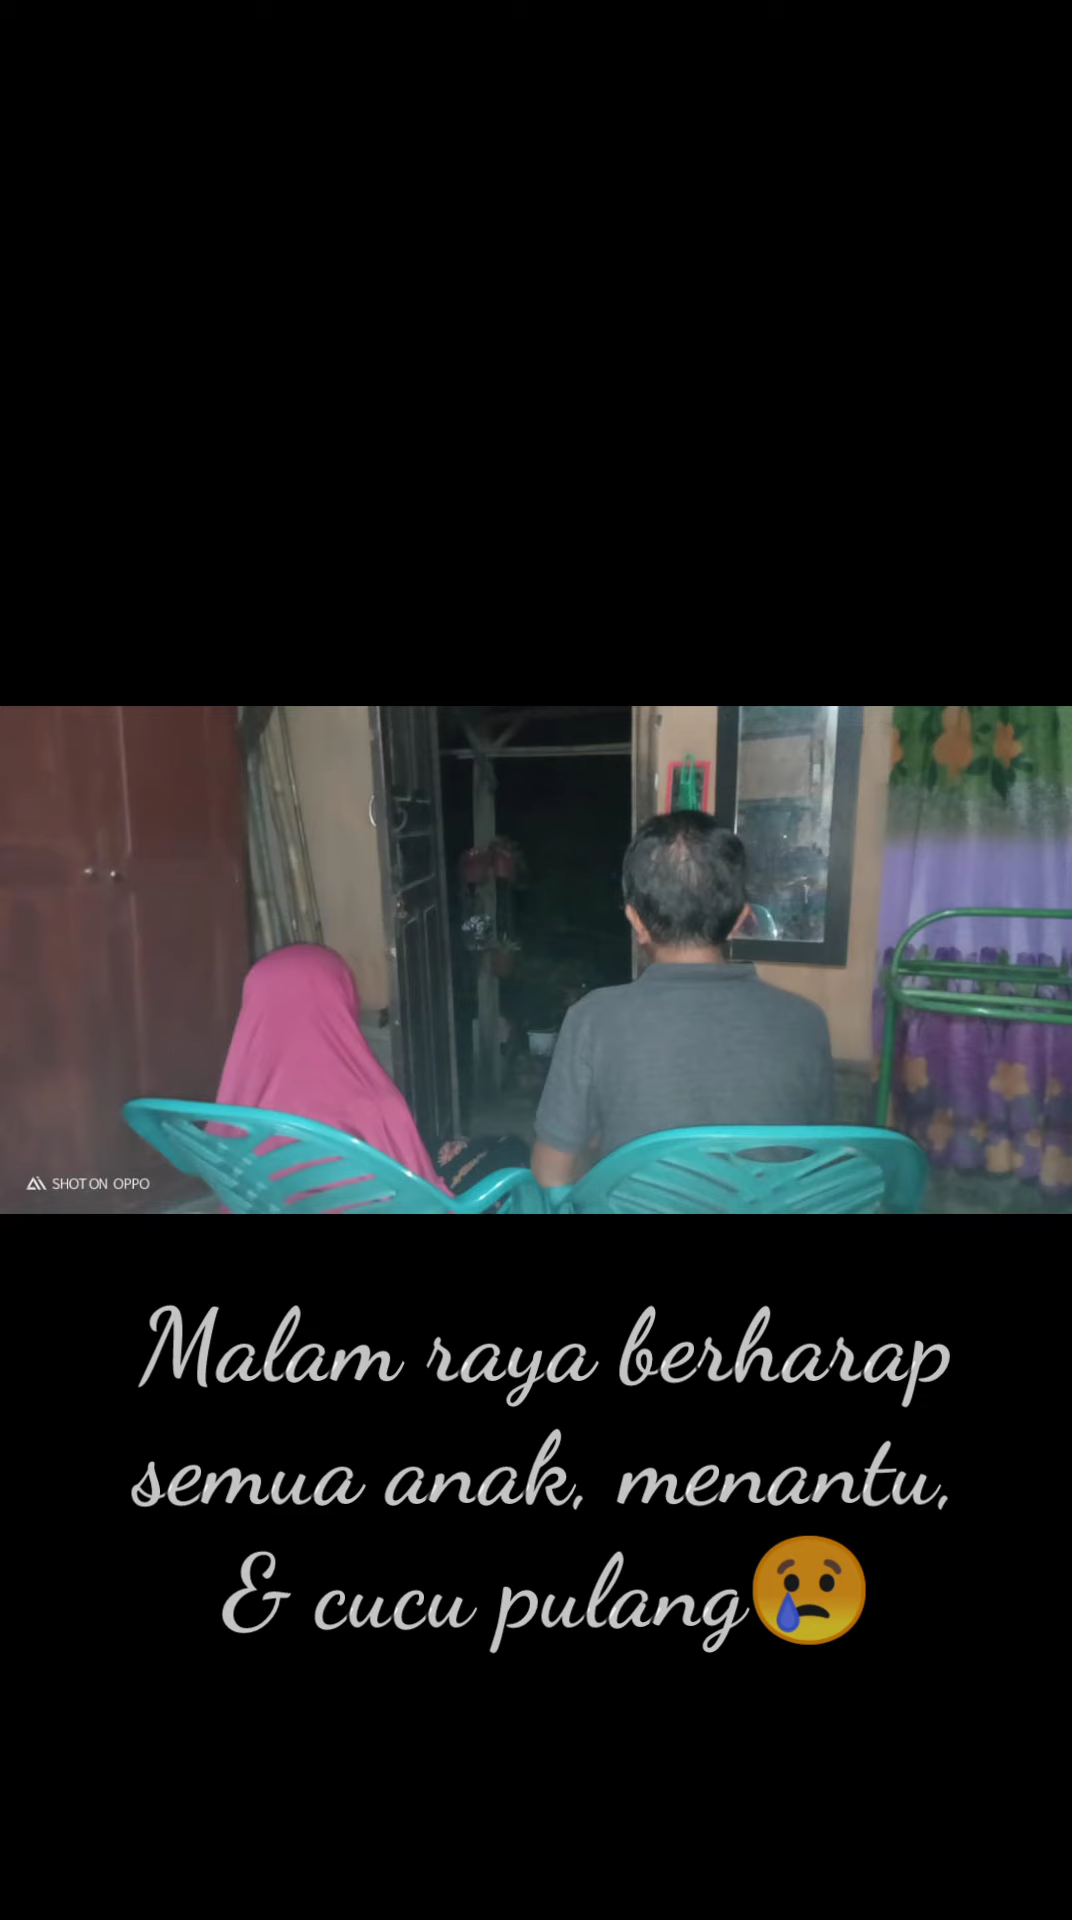 SHOT ON OPPO
Malam raya berharap
semua anak, menantu,
& cucu pulang😢